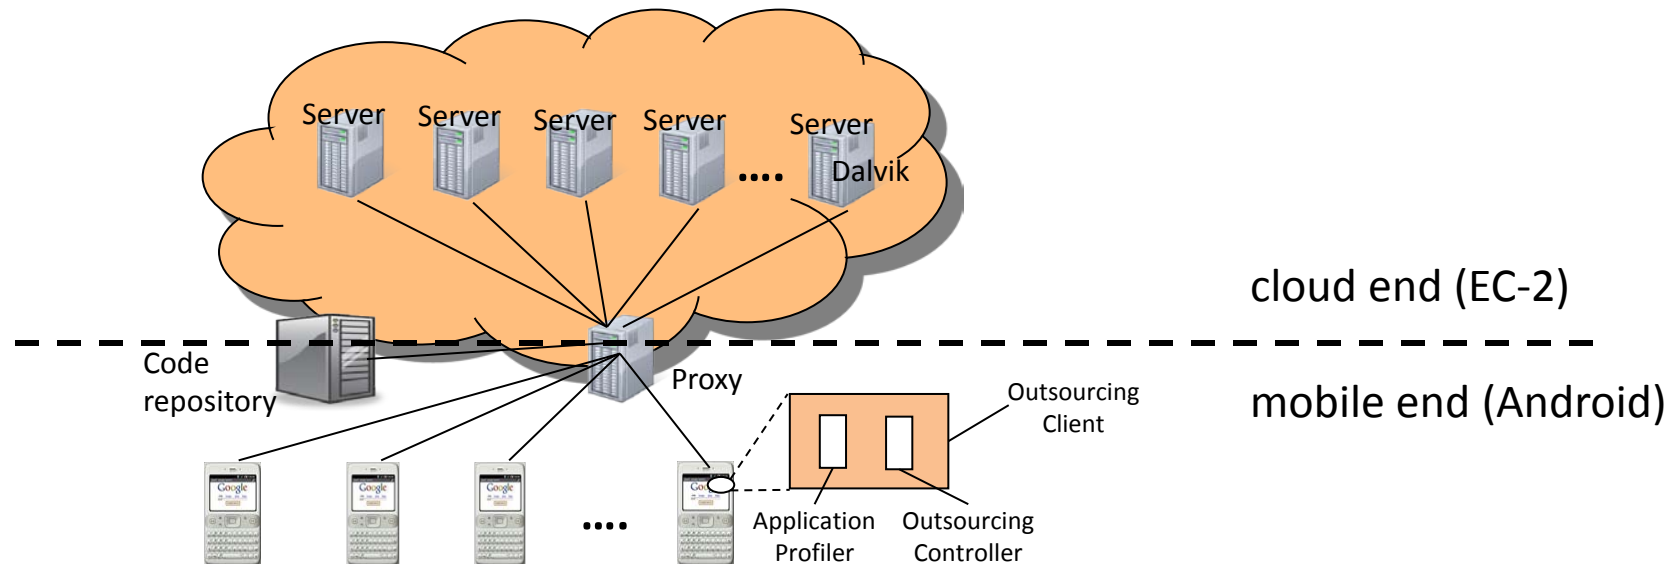 Server
Server
Server
Server
Server
....
Dalvik
cloud end (EC-2)
Code
repository
Proxy
mobile end (Android)
Outsourcing
Client
Google
Google
Google
....
Application
Profiler
Outsourcing
Controller